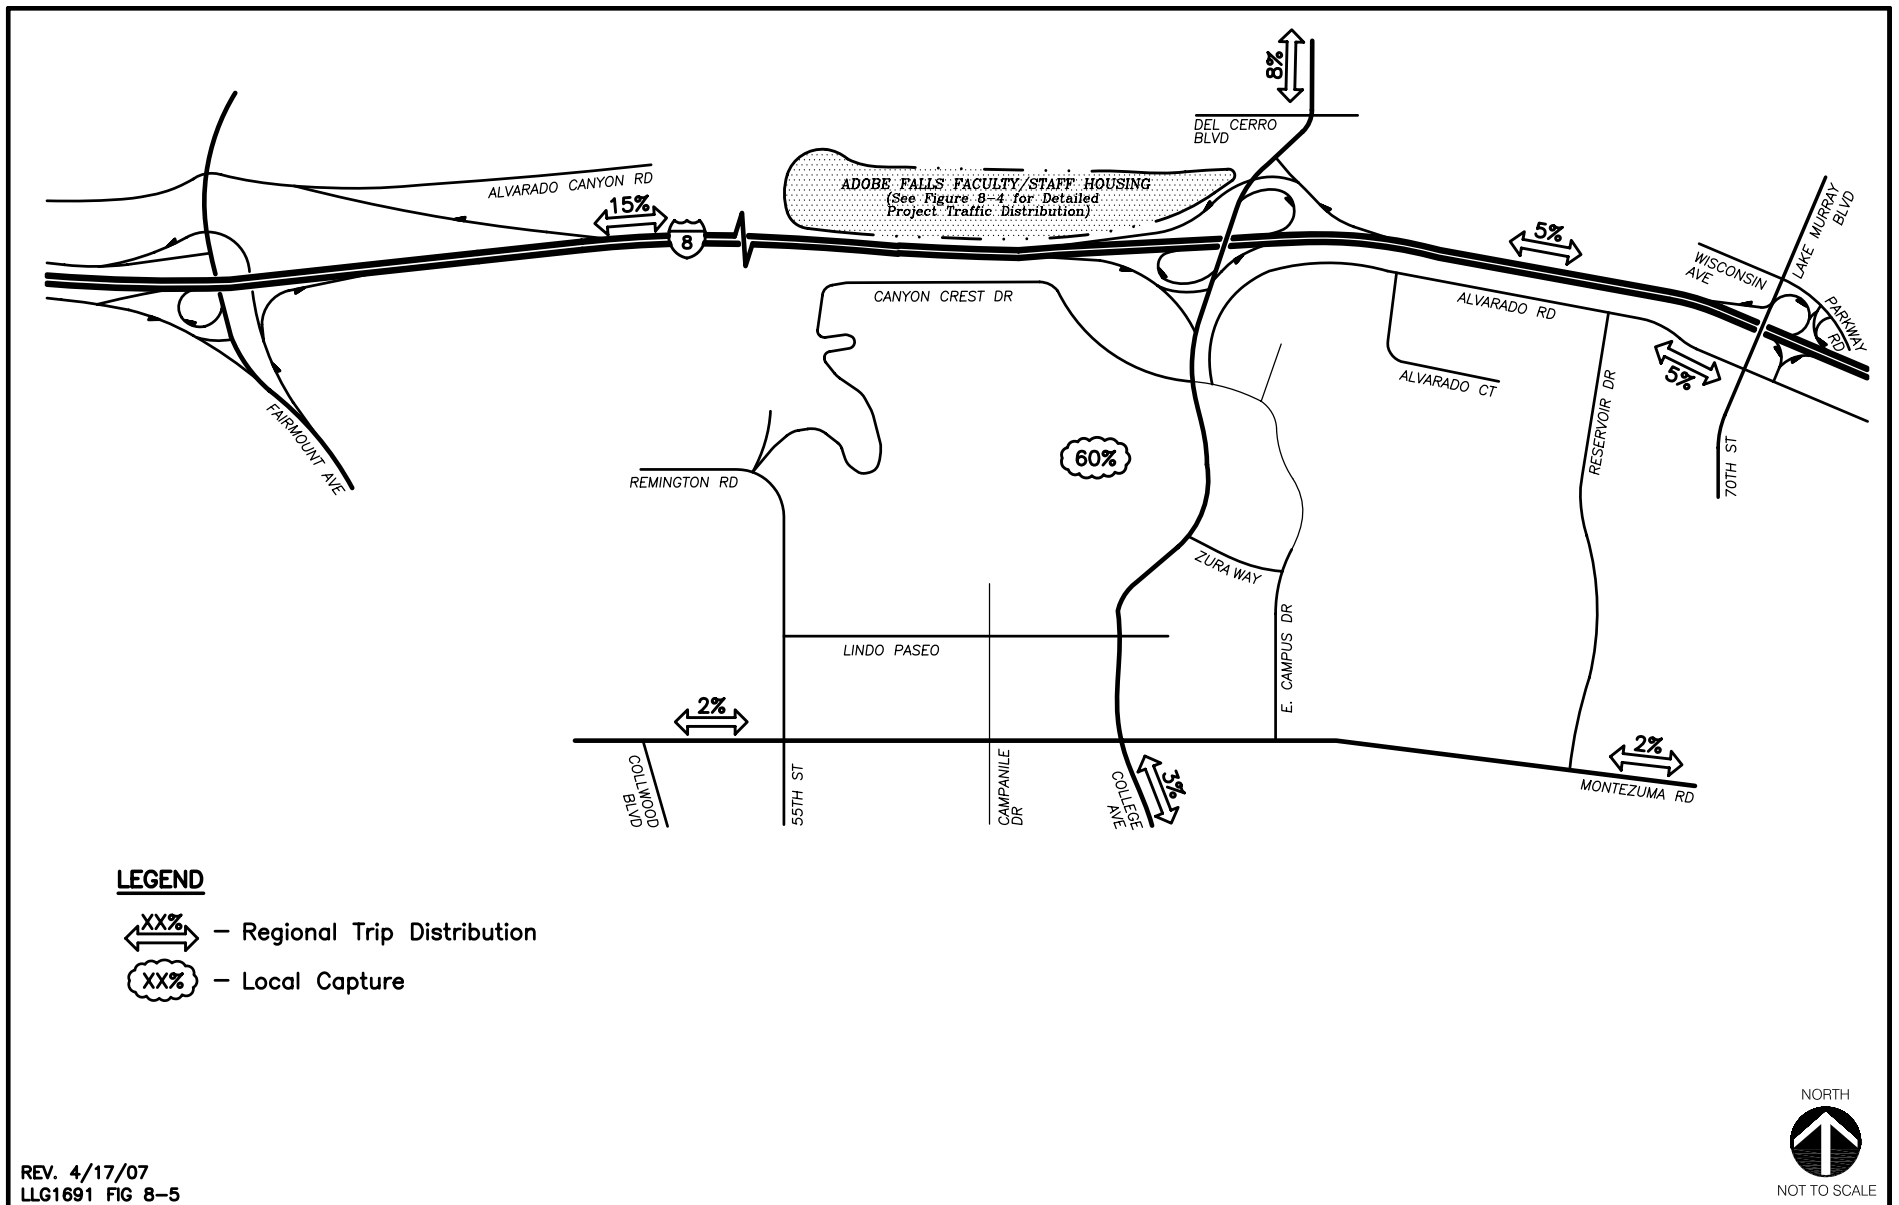 8%
DEL CERRO
BLVD
ALVARADO CANYON RD
15%
8
ADOBE FALLS FACULTY/STAFF HOUSING
(See Figure 8-4 for Detailed
Project Traffic Distribution)
5%
WISCONSIN
AVE
LAKE MURRAY
BLVD
PARKWAY
RD
CANYON CREST DR
ALVARADO RD
5%
ALVARADO CT
RESERVOIR DR
70TH ST
FAIRMOUNT AVE
60%
REMINGTON RD
ZURA WAY
E. CAMPUS DR
LINDO PASEO
2%
COLLWOOD
BLVD
55TH ST
CAMPANILE
DR
COLLEGE
AVE
3%
2%
MONTEZUMA RD
LEGEND
XX% - Regional Trip Distribution
XX% - Local Capture
NORTH
NOT TO SCALE
REV. 4/17/07
LLG1691 FIG 8-5